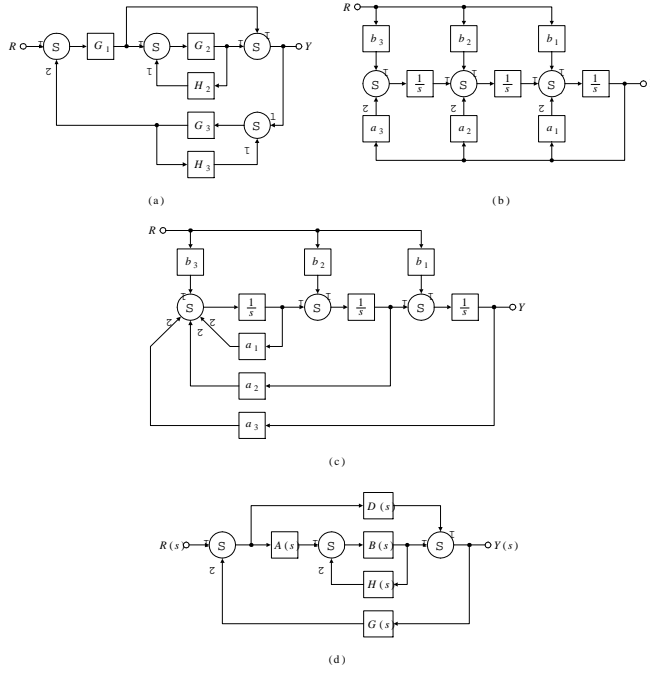 R S G 1 S G 2 S Y
H 2
G 3 S
H 3
(a)
R
b 3 b 2 b 1
S 1/s S 1/s S 1/s
a 3 a 2 a 1
(b)
R
b 3 b 2 b 1
S 1/s S 1/s S 1/s Y
a 1
a 2
a 3
(c)
D(s)
R(s) S A(s) S B(s) S Y(s)
H(s)
G(s)
(d)